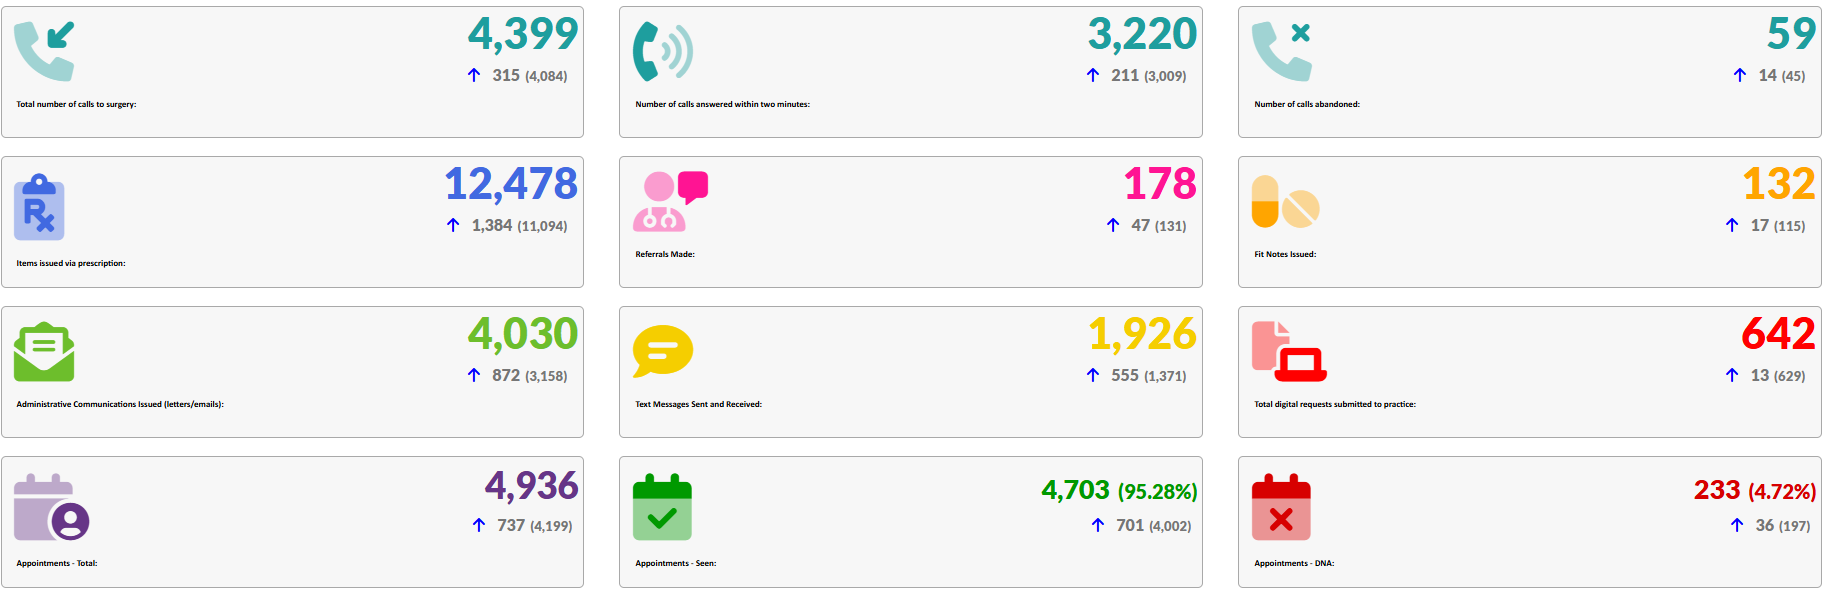 4,399
315 (4,084)
Total number of calls to surgery:
3,220
211 (3,009)
Number of calls answered within two minutes:
59
14 (45)
Number of calls abandoned:
12,478
1,384 (11,094)
Items issued via prescription:
178
47 (131)
Referrals Made:
132
17 (115)
Fit Notes Issued:
4,030
872 (3,158)
Administrative Communications Issued (letters/emails):
1,926
555 (1,371)
Text Messages Sent and Received:
642
13 (629)
Total digital requests submitted to practice:
4,936
737 (4,199)
Appointments - Total:
4,703 (95.28%)
701 (4,002)
Appointments - Seen:
233 (4.72%)
36 (197)
Appointments - DNA: